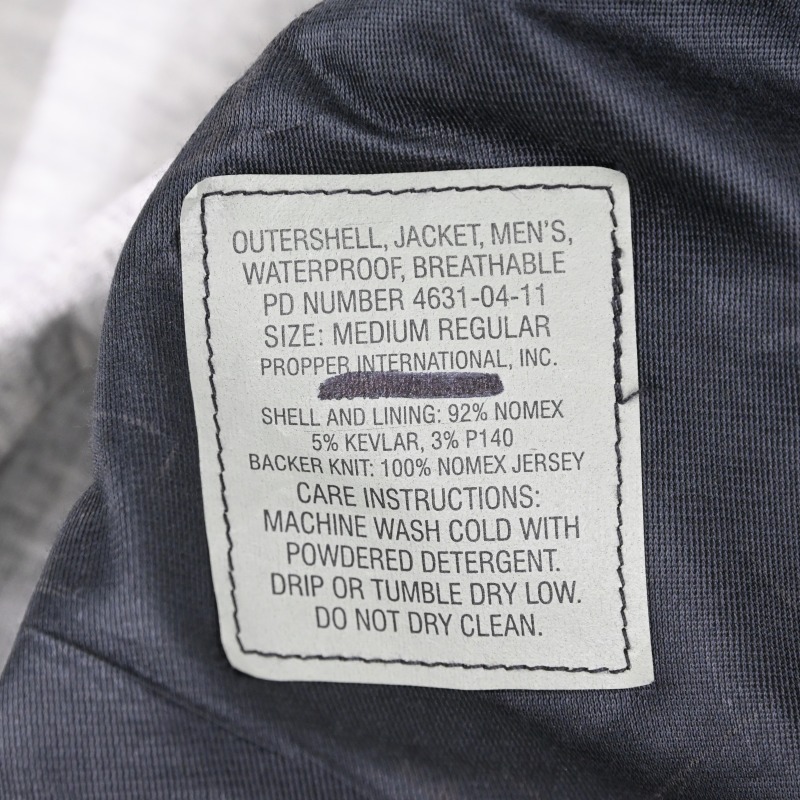 OUTERSHELL, JACKET, MEN'S,
WATERPROOF, BREATHABLE
PD NUMBER 4631-04-11
SIZE: MEDIUM REGULAR
PROPPER INTERNATIONAL, INC.
SHELL AND LINING: 92% NOMEX
5% KEVLAR, 3% P140
BACKER KNIT: 100% NOMEX JERSEY
CARE INSTRUCTIONS:
MACHINE WASH COLD WITH
POWDERED DETERGENT.
DRIP OR TUMBLE DRY LOW.
DO NOT DRY CLEAN.